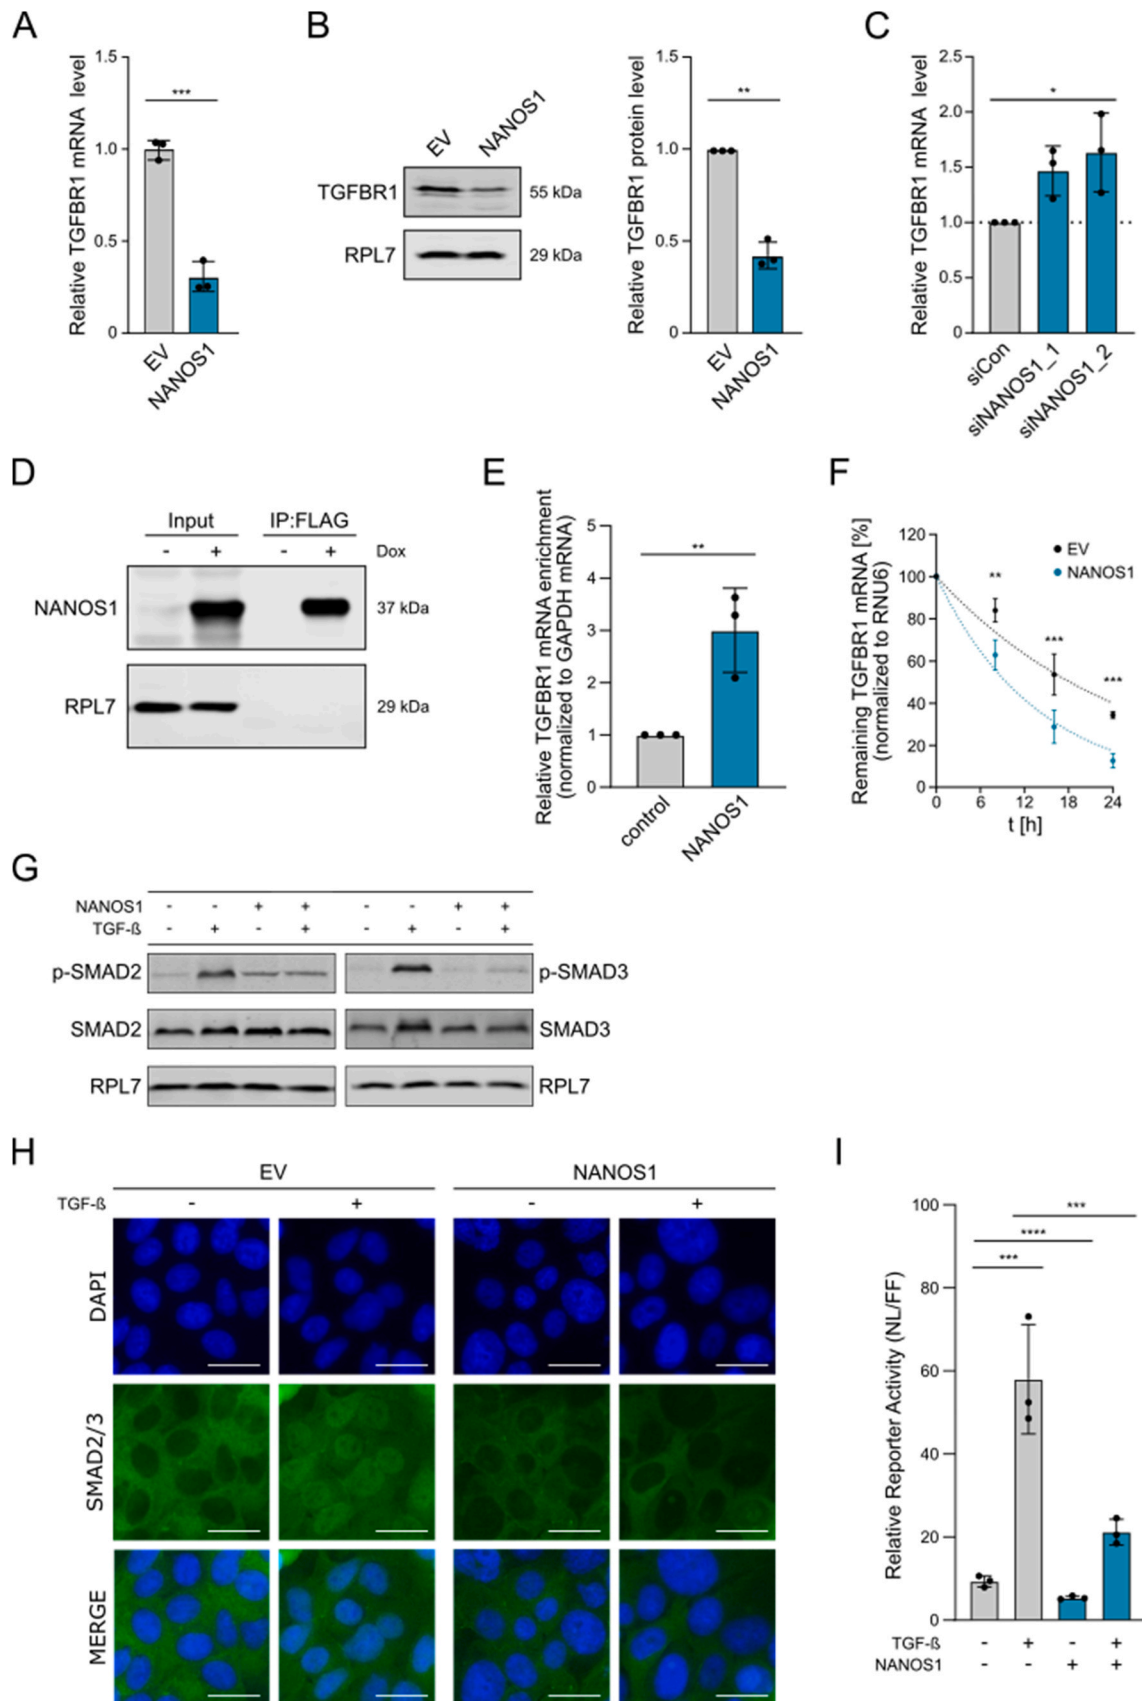 A
Relative TGFBR1 mRNA level
1.5
1.0
0.5
0
***
EV
NANOS1
B
EV
NANOS1
TGFBR1
55 kDa
RPL7
29 kDa
Relative TGFBR1 protein level
1.5
1.0
0.5
0
**
EV
NANOS1
C
Relative TGFBR1 mRNA level
2.5
2.0
1.5
1.0
0.5
0
*
siCon
siNANOS1_1
siNANOS1_2
D
Input IP:FLAG
- + - + Dox
NANOS1
37 kDa
RPL7
29 kDa
E
Relative TGFBR1 mRNA enrichment
(normalized to GAPDH mRNA)
5
4
3
2
1
0
**
control
NANOS1
F
Remaining TGFBR1 mRNA [%]
(normalized to RNU6)
120
100
80
60
40
20
0
EV
NANOS1
**
***
***
0 6 12 18 24
t [h]
G
NANOS1 - - + + - - + +
TGF-ß - + - + - + - +
p-SMAD2 p-SMAD3
SMAD2 SMAD3
RPL7 RPL7
H
EV NANOS1
TGF-ß - + - +
DAPI
SMAD2/3
MERGE
I
Relative Reporter Activity (NL/FF)
100
80
60
40
20
0
***
****
***
TGF-ß - + - +
NANOS1 - - + +